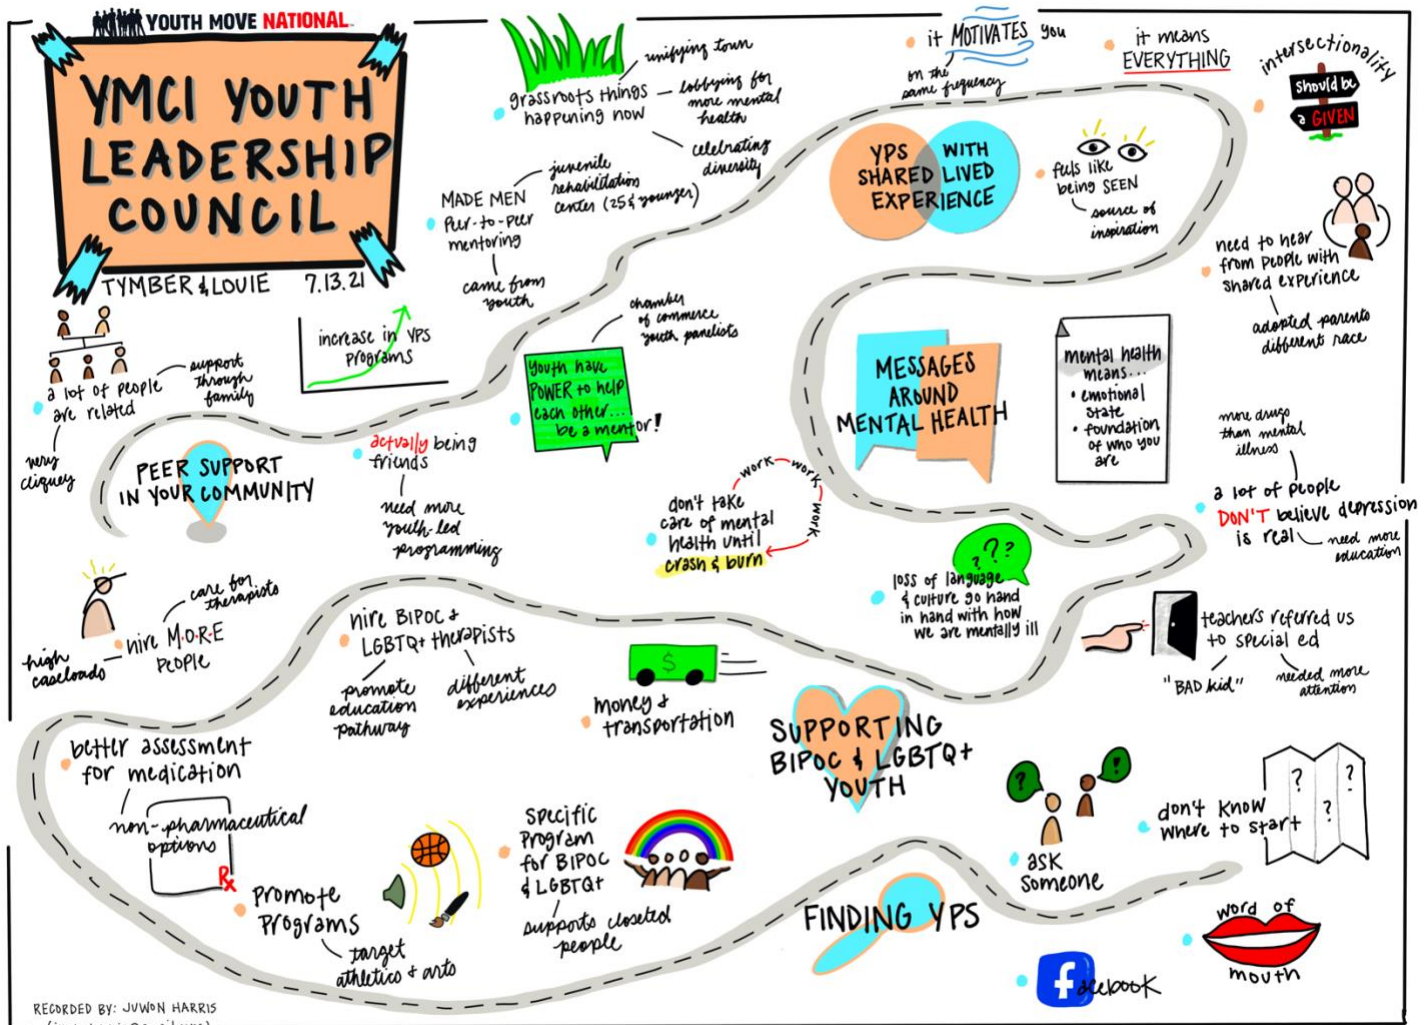 YOUTH MOVE NATIONAL
YMCI YOUTH
LEADERSHIP
COUNCIL
TYMBER & LOUIE 7.13.21
a lot of people
are related
support
through
family
very
cliquey
increase in YPS
programs
PEER SUPPORT
IN YOUR COMMUNITY
actually being
friends
need more
youth-led
programming
MADE MEN
Peer-to-peer
mentoring
juvenile
rehabilitation
center (25 & younger)
came from
youth
grassroots things
happening now
unifying town
lobbying for
more mental
health
celebrating
diversity
Youth have
POWER to help
each other...
be a mentor!
chamber
of commerce
youth panelists
YPS WITH
SHARED LIVED
EXPERIENCE
it MOTIVATES you
on the
same frequency
it means
EVERYTHING
feels like
being SEEN
source of
inspiration
intersectionality
should be
a GIVEN
need to hear
from people with
shared experience
adopted parents
different race
MESSAGES
AROUND
MENTAL HEALTH
mental health
means...
• emotional
state
• foundation
of who you
are
more drugs
than mental
illness
a lot of people
DON'T believe depression
is real
need more
education
don't take
care of mental
health until
crash & burn
work work work
???
loss of language
& culture go hand
in hand with how
we are mentally ill
teachers referred us
to special ed
"BAD kid"
needed more
attention
SUPPORTING
BIPOC & LGBTQ+
YOUTH
$
money &
transportation
hire BIPOC &
LGBTQ+ therapists
promote
education
pathway
different
experiences
hire M.O.R.E
people
care for
therapists
high
caseloads
better assessment
for medication
non-pharmaceutical
options
Rx
Promote
Programs
target
athletics & arts
Specific
Program
for BIPOC
& LGBTQ+
supports closeted
people
FINDING YPS
? !
ask
someone
don't know
where to start
? ? ?
facebook
word of
mouth
RECORDED BY: JUWON HARRIS